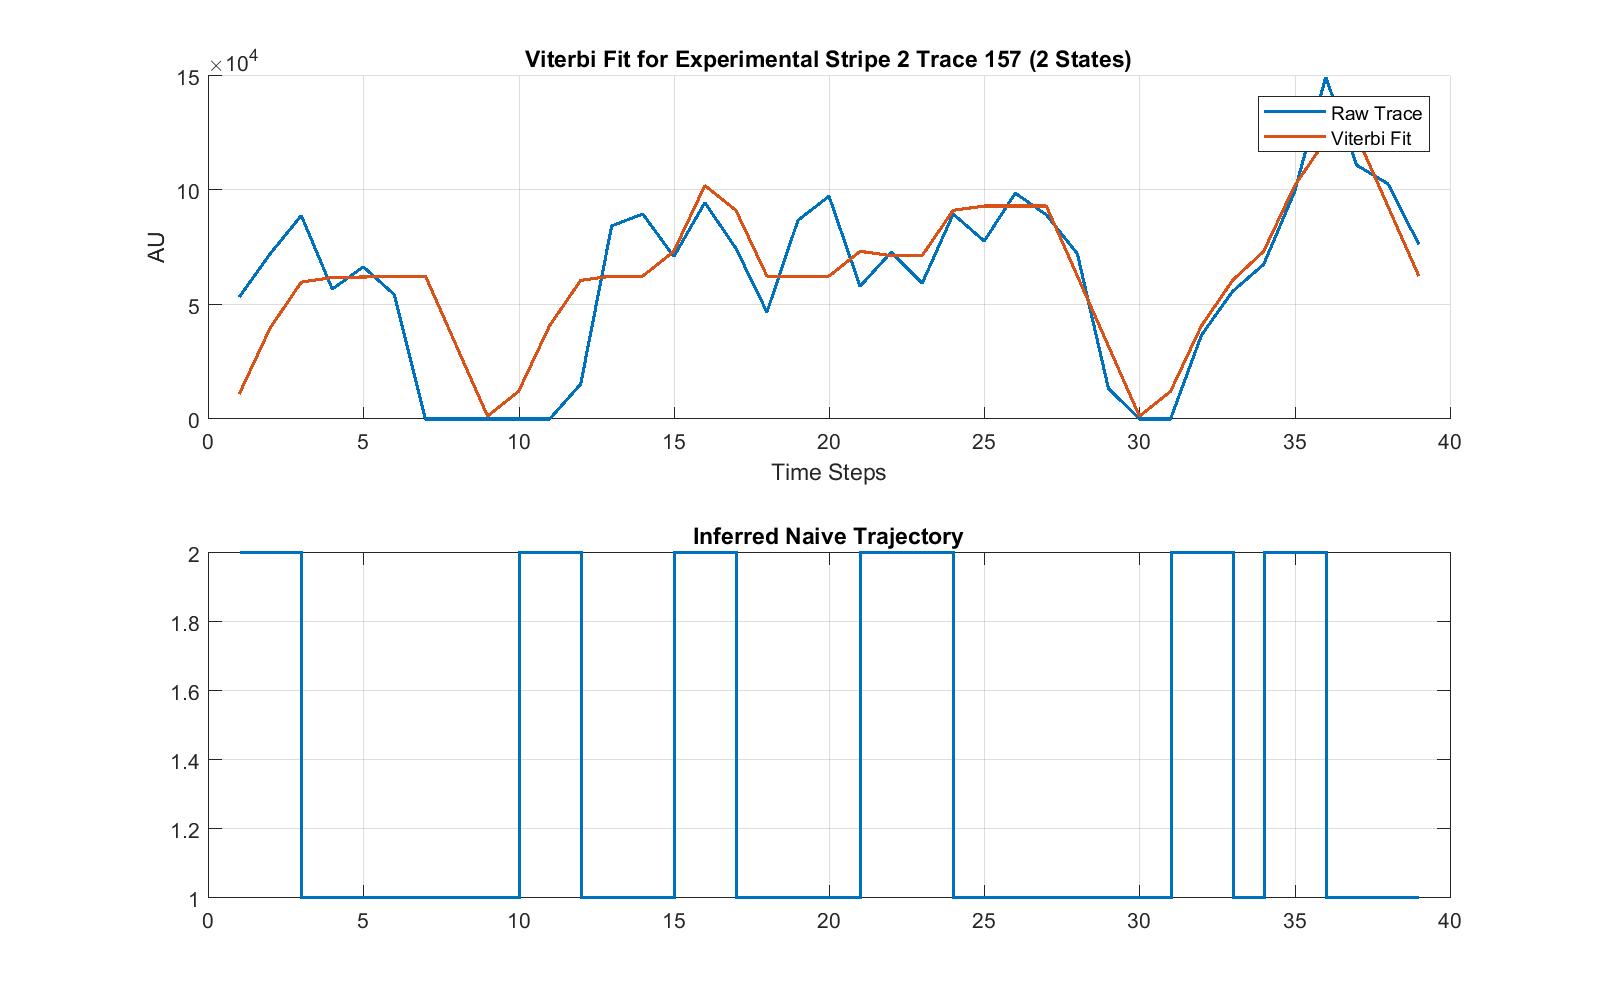 ×10⁴
Viterbi Fit for Experimental Stripe 2 Trace 157 (2 States)
15
10
5
0
AU
Raw Trace
Viterbi Fit
0 5 10 15 20 25 30 35 40
Time Steps
Inferred Naive Trajectory
2
1.8
1.6
1.4
1.2
1
0 5 10 15 20 25 30 35 40